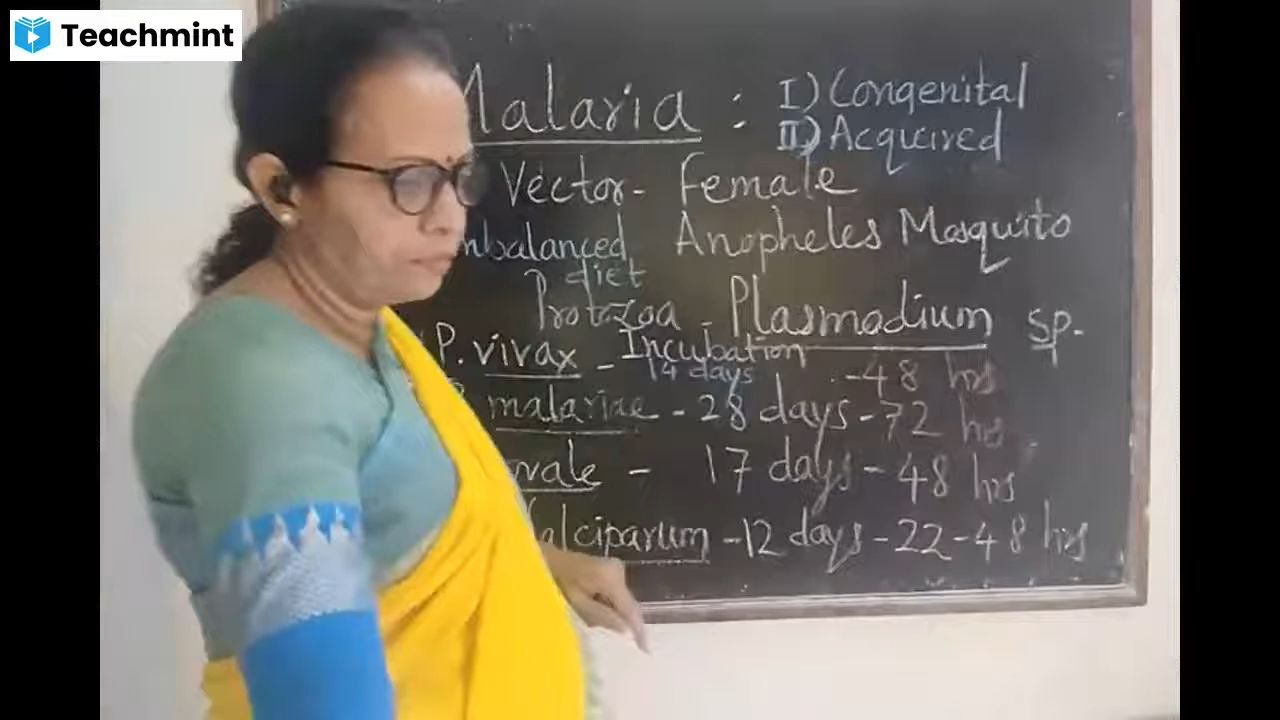 Teachmint
Malaria : I) Congenital
II) Acquired
Vector - Female
mbalanced Anopheles Mosquito
diet
Protozoa - Plasmodium sp.
P. vivax - Incubation
14 days - 48 hrs
malariae - 28 days - 72 hrs
ovale - 17 days - 48 hrs
falciparum - 12 days - 22 - 48 hrs